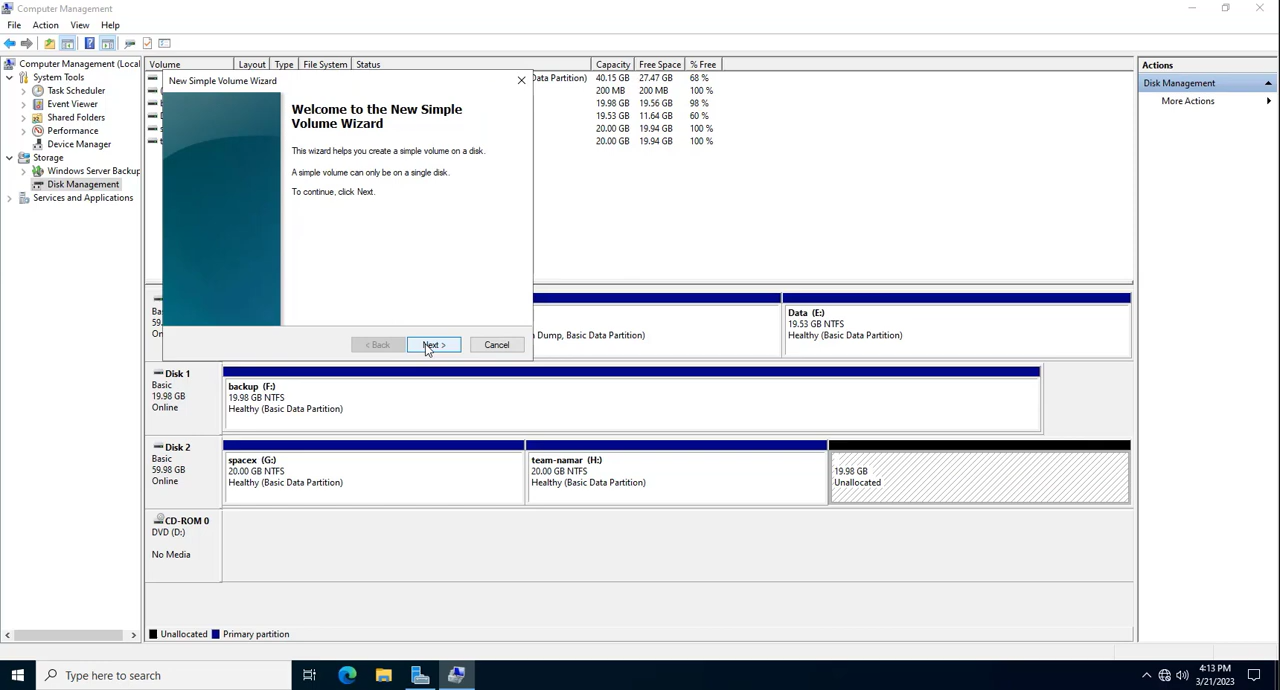 Computer Management
File Action View Help
Computer Management (Local
System Tools
Task Scheduler
Event Viewer
Shared Folders
Performance
Device Manager
Storage
Windows Server Backup
Disk Management
Services and Applications
Volume Layout Type File System Status Capacity Free Space % Free
Data Partition) 40.15 GB 27.47 GB 68 %
200 MB 200 MB 100 %
19.98 GB 19.56 GB 98 %
19.53 GB 11.64 GB 60 %
20.00 GB 19.94 GB 100 %
20.00 GB 19.94 GB 100 %
New Simple Volume Wizard
Welcome to the New Simple
Volume Wizard
This wizard helps you create a simple volume on a disk.
A simple volume can only be on a single disk.
To continue, click Next.
< Back Next > Cancel
Actions
Disk Management
More Actions
Dump, Basic Data Partition)
Data (E:)
19.53 GB NTFS
Healthy (Basic Data Partition)
Disk 1
Basic
19.98 GB
Online
backup (F:)
19.98 GB NTFS
Healthy (Basic Data Partition)
Disk 2
Basic
59.98 GB
Online
spacex (G:)
20.00 GB NTFS
Healthy (Basic Data Partition)
team-namar (H:)
20.00 GB NTFS
Healthy (Basic Data Partition)
19.98 GB
Unallocated
CD-ROM 0
DVD (D:)
No Media
Unallocated Primary partition
Type here to search
4:13 PM
3/21/2023